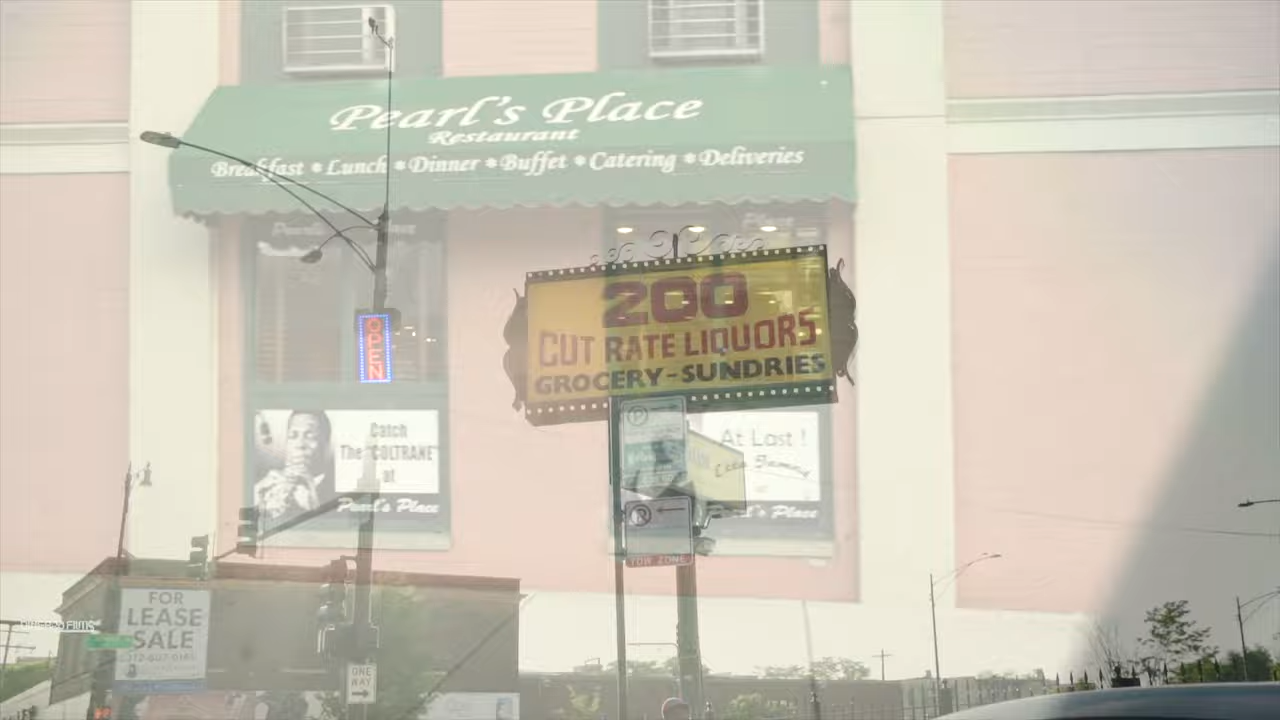 Pearl's Place
Restaurant
Breakfast * Lunch * Dinner * Buffet * Catering * Deliveries
OPEN
200
CUT RATE LIQUORS
GROCERY-SUNDRIES
Catch
The "COLTRANE"
at
Pearl's Place
At Last !
Place
TOW ZONE
FOR
LEASE
SALE
ONE
WAY